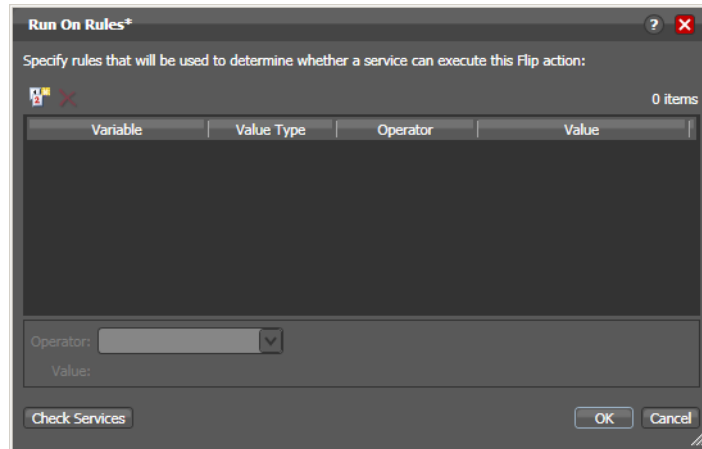 Run On Rules*
?
Specify rules that will be used to determine whether a service can execute this Flip action:
0 items
Variable Value Type Operator Value
Operator:
Value:
Check Services OK Cancel